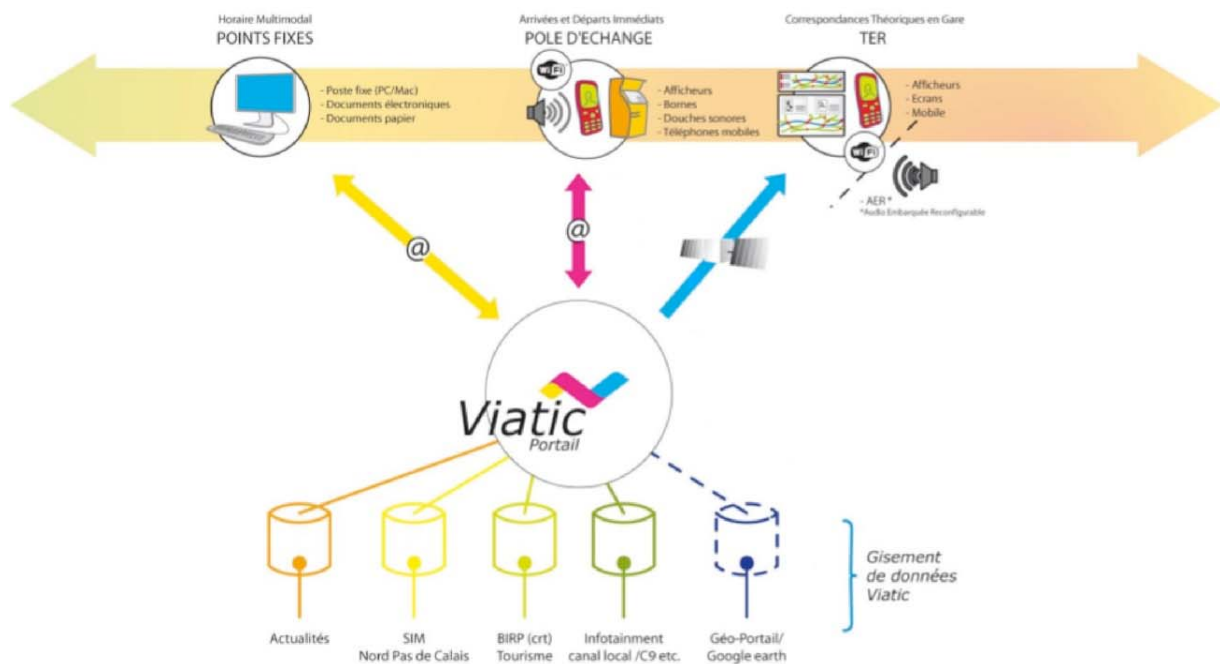 Horaire Multimodal
POINTS FIXES
- Poste fixe (PC/Mac)
- Documents électroniques
- Documents papier
Arrivées et Départs Immédiats
POLE D'ECHANGE
WiFi
- Afficheurs
- Bornes
- Douches sonores
- Téléphones mobiles
Correspondances Théoriques en Gare
TER
- Afficheurs
- Ecrans
- Mobile
WiFi
- AER *
*Audio Embarquée Reconfigurable
@
@
Viatic
Portail
Gisement
de données
Viatic
Actualités
SIM
Nord Pas de Calais
BIRP (crt)
Tourisme
Infotainment
canal local /C9 etc.
Géo-Portail/
Google earth